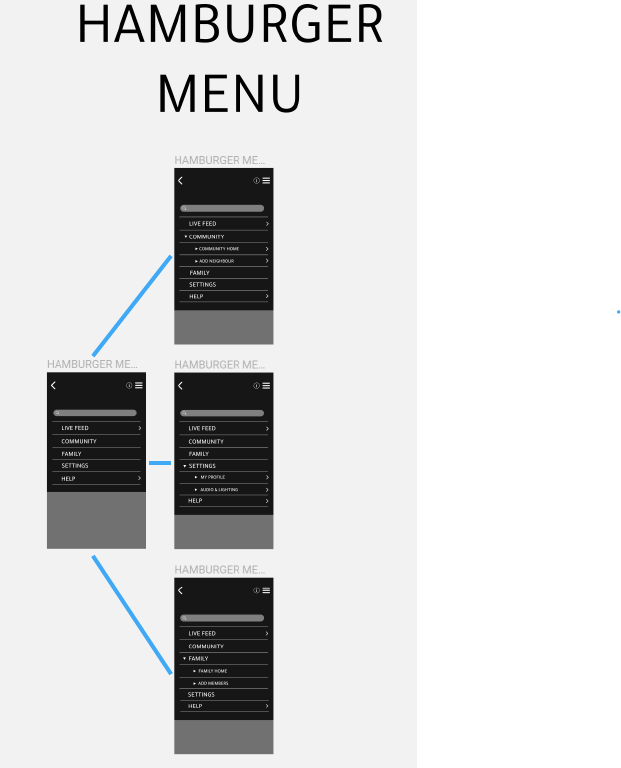 HAMBURGER
MENU
HAMBURGER ME...
LIVE FEED
COMMUNITY
COMMUNITY HOME
ADD NEIGHBOUR
FAMILY
SETTINGS
HELP
HAMBURGER ME...
LIVE FEED
COMMUNITY
FAMILY
SETTINGS
HELP
HAMBURGER ME...
LIVE FEED
COMMUNITY
FAMILY
SETTINGS
MY PROFILE
AUDIO & LIGHTING
HELP
HAMBURGER ME...
LIVE FEED
COMMUNITY
FAMILY
FAMILY HOME
ADD MEMBERS
SETTINGS
HELP